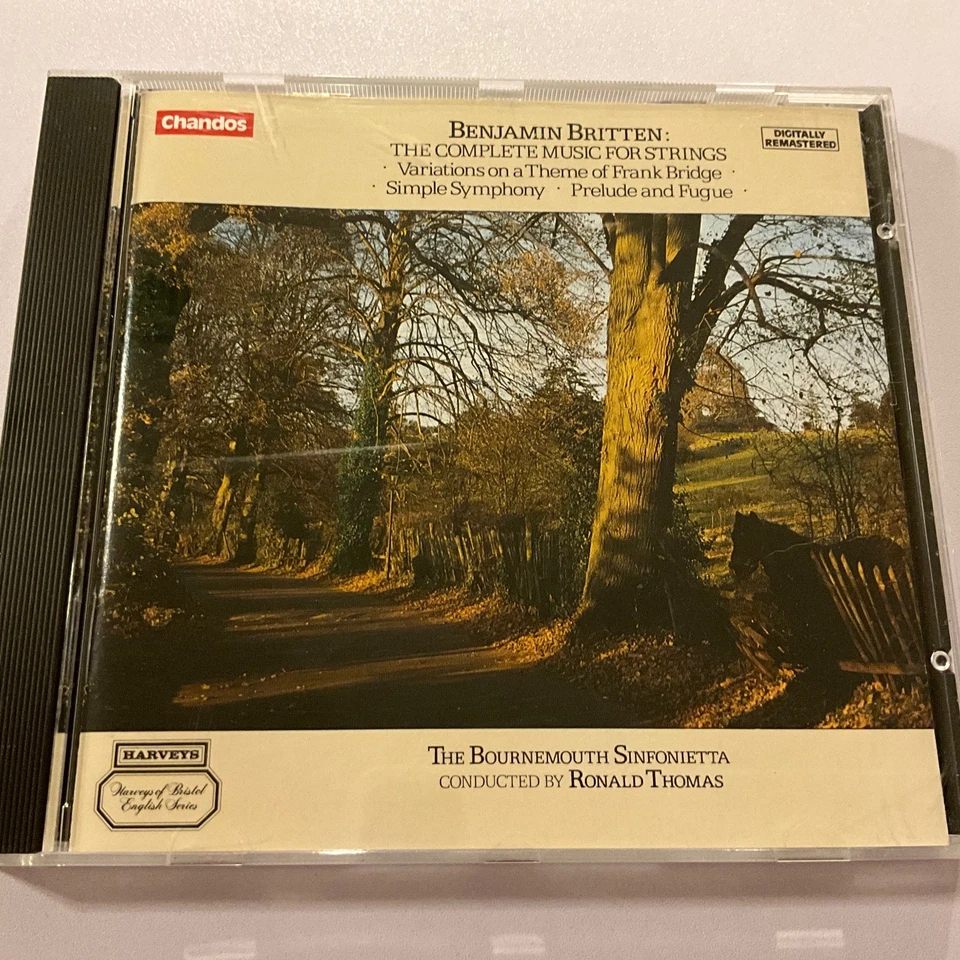 Chandos
BENJAMIN BRITTEN:
THE COMPLETE MUSIC FOR STRINGS
· Variations on a Theme of Frank Bridge ·
· Simple Symphony · Prelude and Fugue ·
DIGITALLY
REMASTERED
HARVEYS
Harveys of Bristol
English Series
THE BOURNEMOUTH SINFONIETTA
CONDUCTED BY RONALD THOMAS